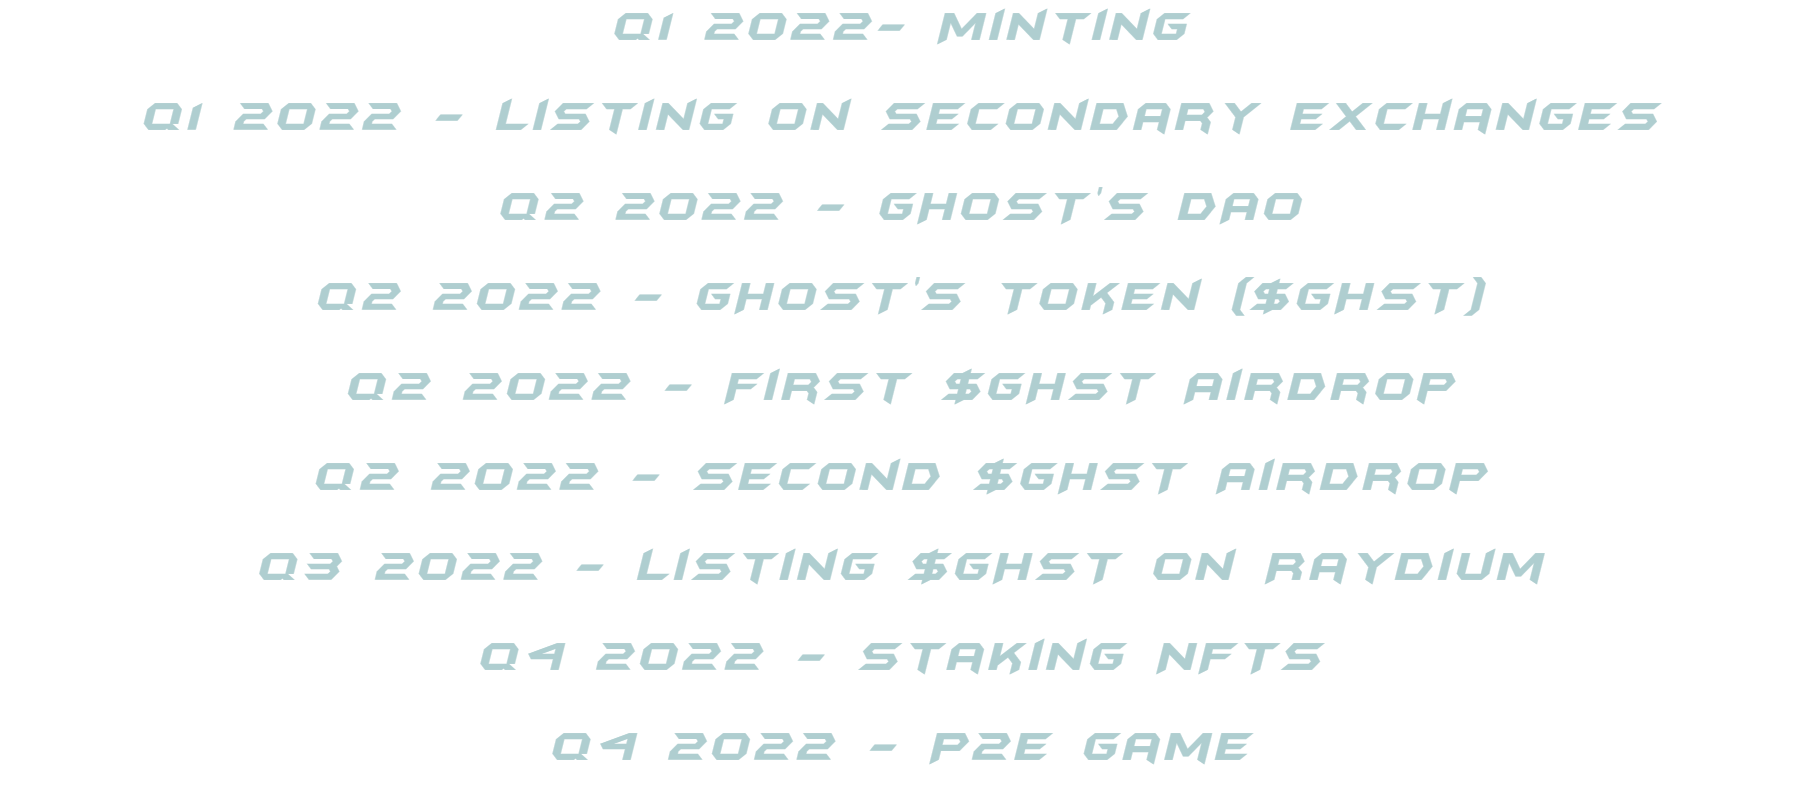 Q1 2022- MINTING
Q1 2022 - LISTING ON SECONDARY EXCHANGES
Q2 2022 - GHOST'S DAO
Q2 2022 - GHOST'S TOKEN ($GHST)
Q2 2022 - FIRST $GHST AIRDROP
Q2 2022 - SECOND $GHST AIRDROP
Q3 2022 - LISTING $GHST ON RAYDIUM
Q4 2022 - STAKING NFTS
Q4 2022 - P2E GAME